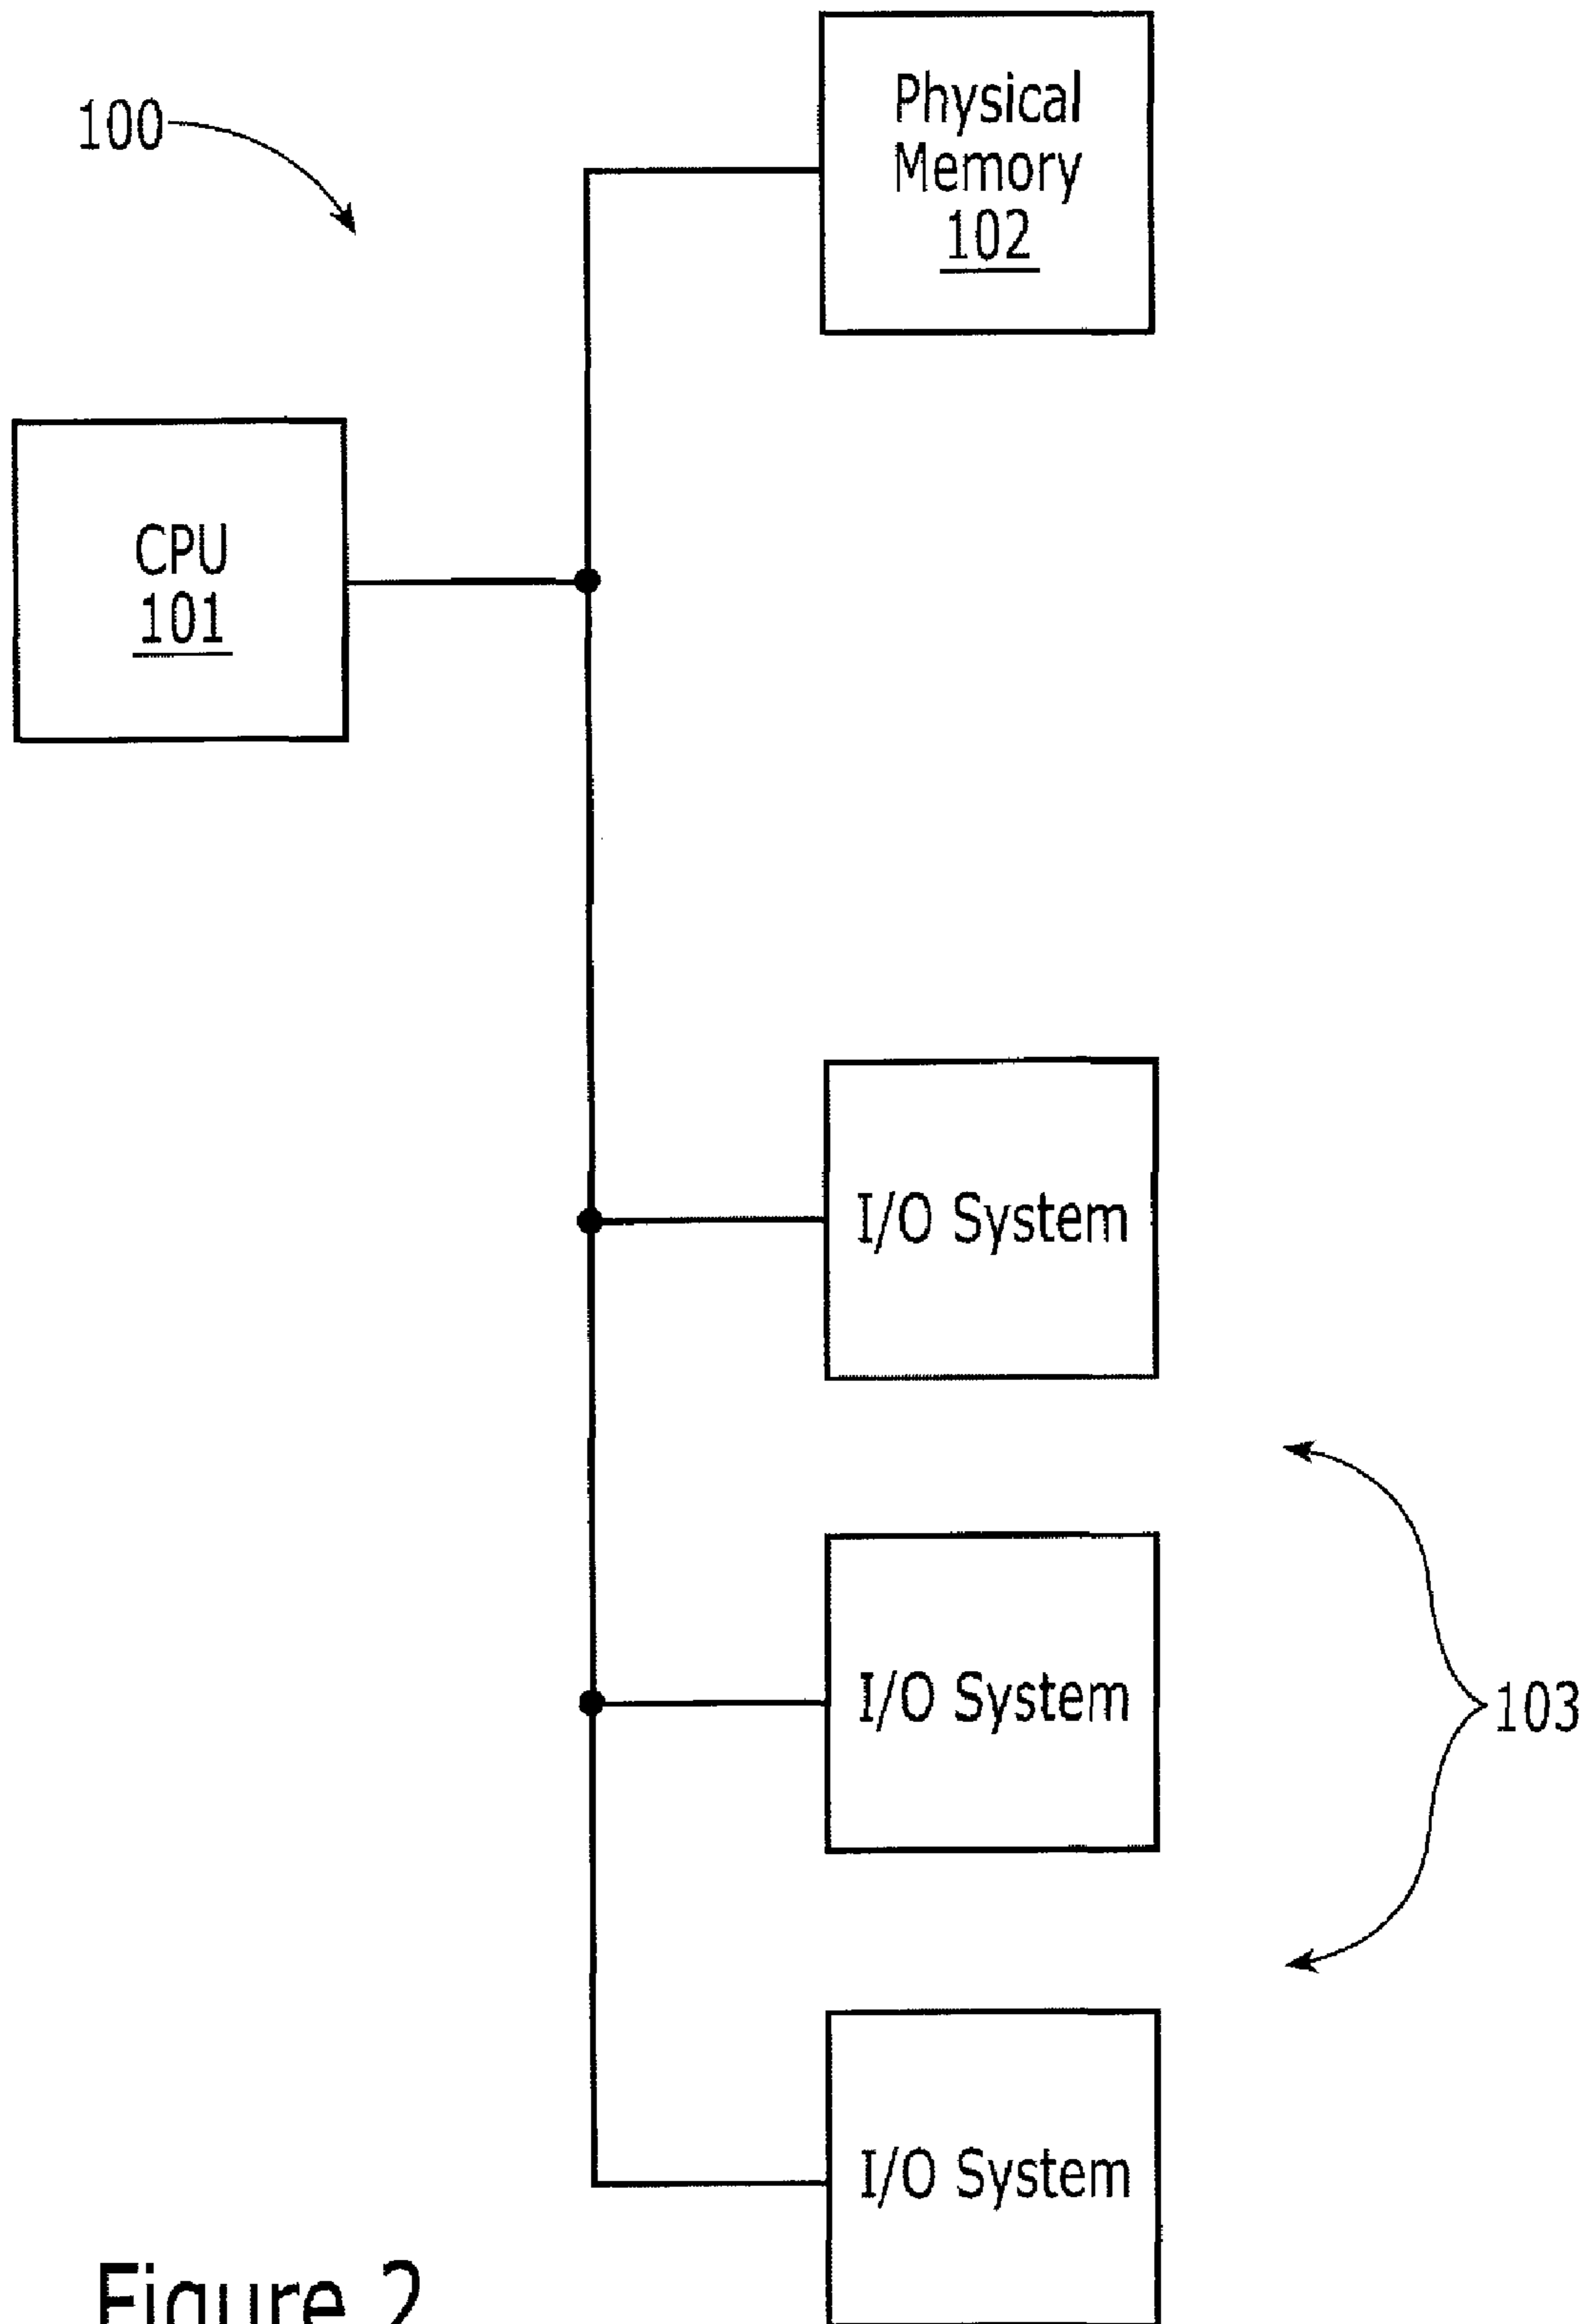 100
Physical
Memory
102
CPU
101
I/O System
I/O System
103
I/O System
Figure 2